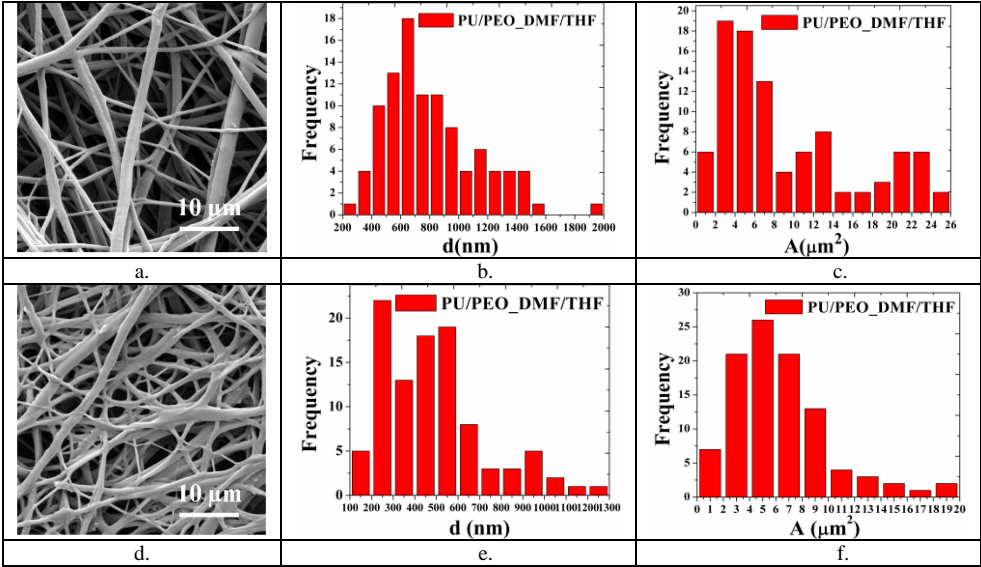 10 μm
PU/PEO_DMF/THF
Frequency
18
16
14
12
10
8
6
4
2
0
200 400 600 800 1000 1200 1400 1600 1800 2000
d(nm)
PU/PEO_DMF/THF
Frequency
20
18
16
14
12
10
8
6
4
2
0
0 2 4 6 8 10 12 14 16 18 20 22 24 26
A(μm²)
a. b. c.
10 μm
PU/PEO_DMF/THF
Frequency
20
15
10
5
0
100 200 300 400 500 600 700 800 900 1000 1100 1200 1300
d (nm)
PU/PEO_DMF/THF
Frequency
30
25
20
15
10
5
0
0 1 2 3 4 5 6 7 8 9 10 11 12 13 14 15 16 17 18 19 20
A (μm²)
d. e. f.